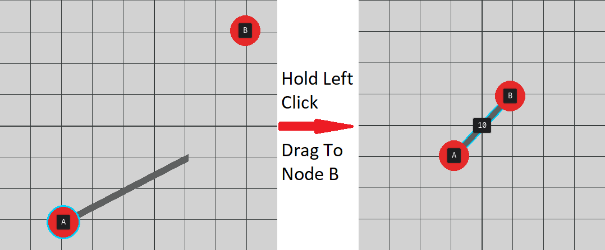 B
A
Hold Left
Click
Drag To
Node B
B
10
A